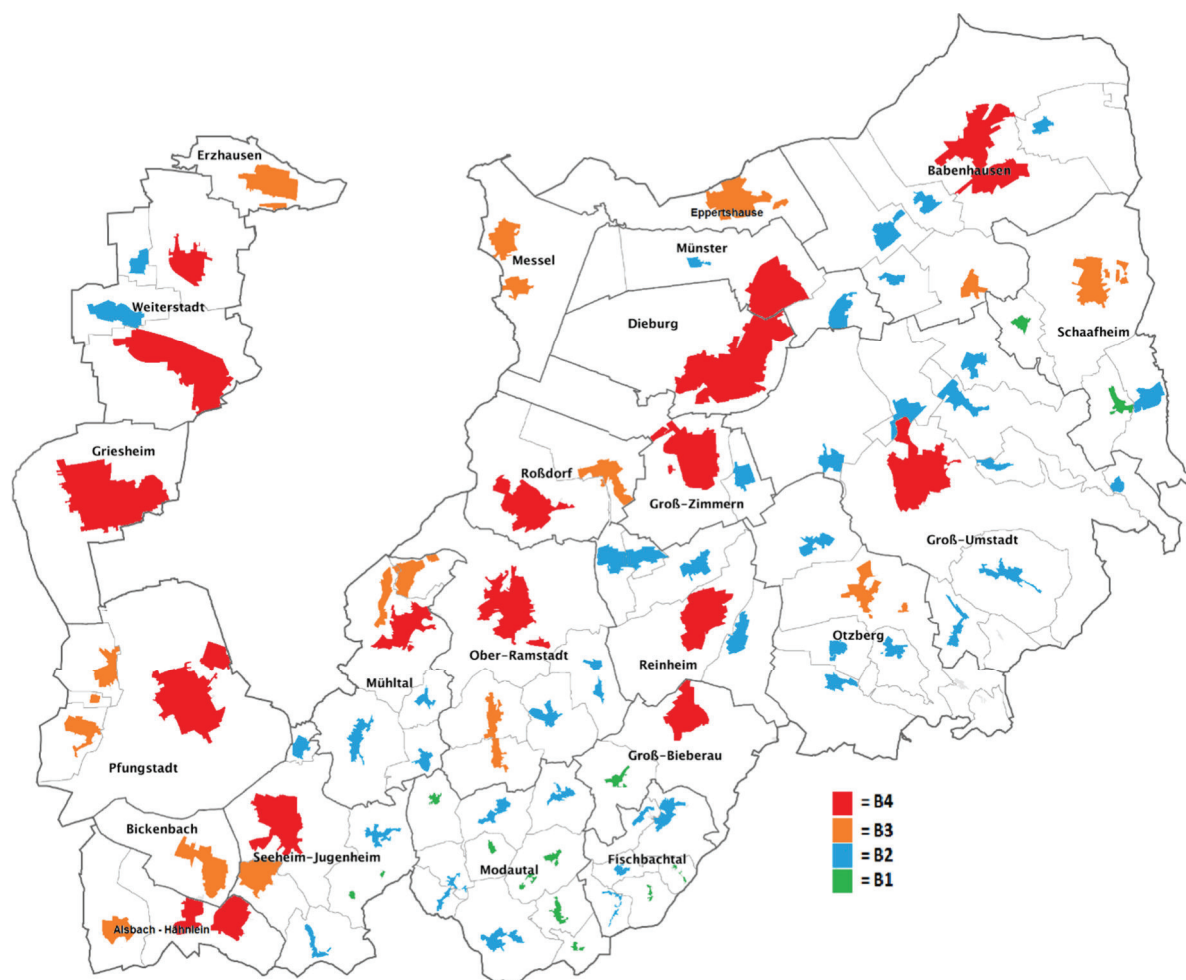 Erzhausen
Babenhausen
Eppertshause
Münster
Messel
Weiterstadt
Dieburg
Schaafheim
Griesheim
Roßdorf
Groß-Zimmern
Groß-Umstadt
Otzberg
Ober-Ramstadt
Reinheim
Mühltal
Groß-Bieberau
Pfungstadt
Bickenbach
Seeheim-Jugenheim
Modautal
Fischbachtal
Alsbach - Hähnlein
= B4
= B3
= B2
= B1